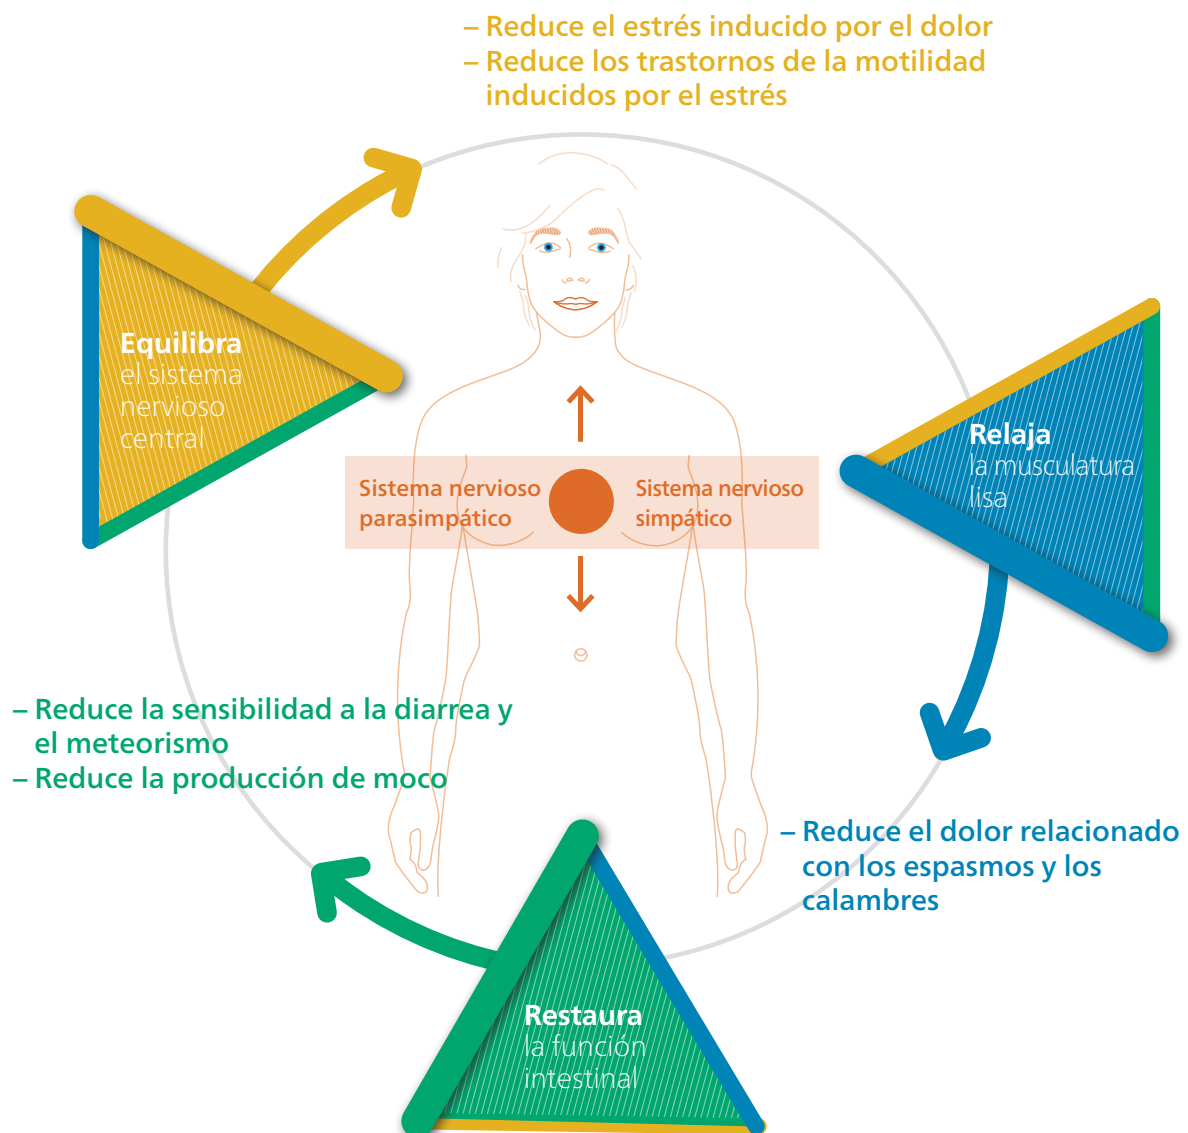 – Reduce el estrés inducido por el dolor
– Reduce los trastornos de la motilidad
inducidos por el estrés
Equilibra
el sistema
nervioso
central
Relaja
la musculatura
lisa
Sistema nervioso
parasimpático
Sistema nervioso
simpático
– Reduce la sensibilidad a la diarrea y
el meteorismo
– Reduce la producción de moco
– Reduce el dolor relacionado
con los espasmos y los
calambres
Restaura
la función
intestinal